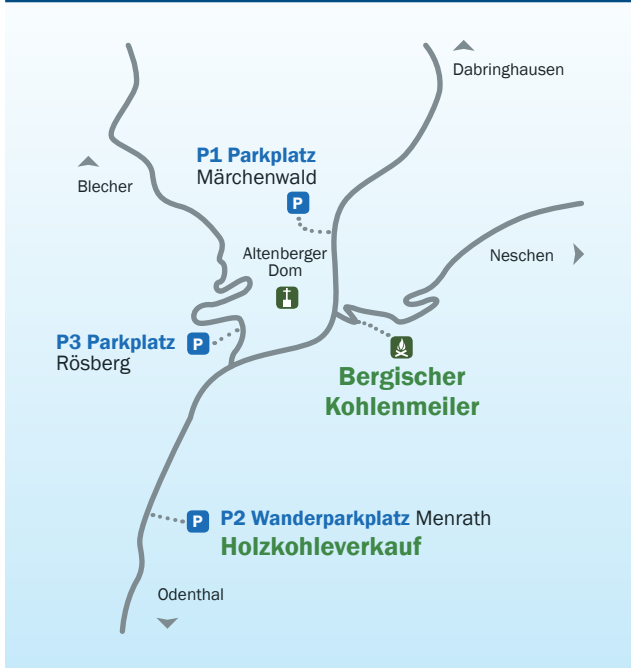 Dabringhausen
P1 Parkplatz
Märchenwald
P
Blecher
Altenberger
Dom
Neschen
P3 Parkplatz
Rösberg
P
Bergischer
Kohlenmeiler
P
P2 Wanderparkplatz Menrath
Holzkohleverkauf
Odenthal